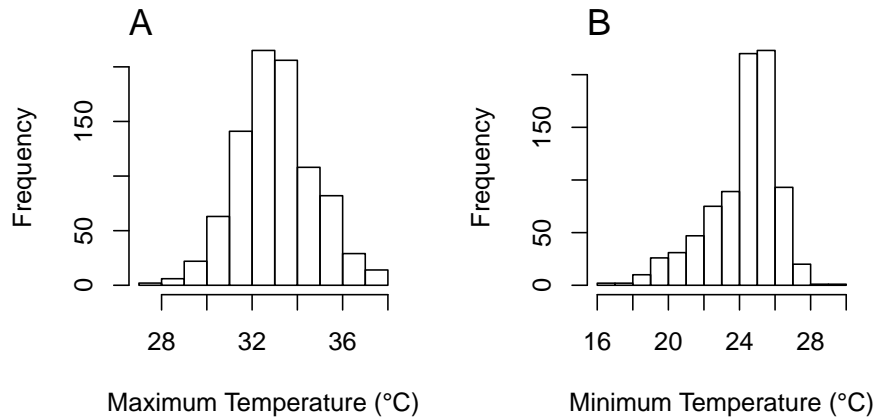 A
Frequency
0 50 150
28 32 36
Maximum Temperature (°C)
B
Frequency
0 50 150
16 20 24 28
Minimum Temperature (°C)